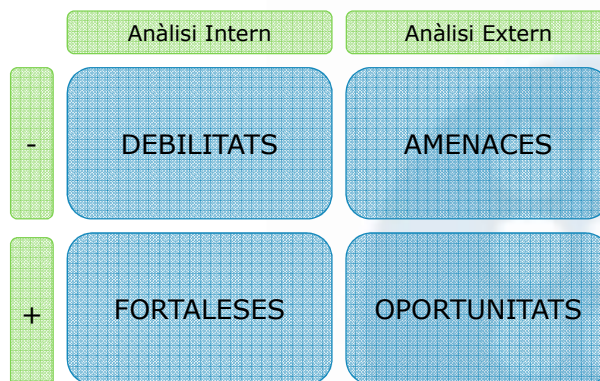 Anàlisi Intern
Anàlisi Extern
-
DEBILITATS
AMENACES
+
FORTALESES
OPORTUNITATS